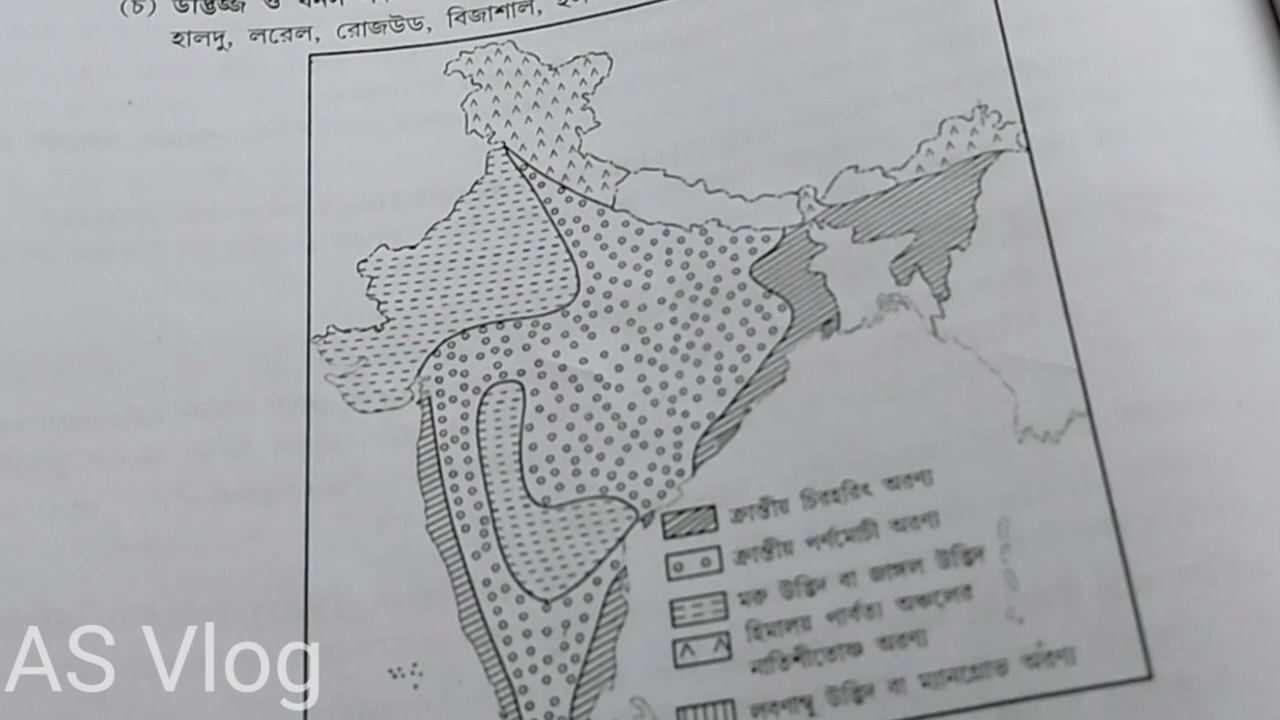 (চ)
হালদু, লরেল, রোজউড, বিজাশাল,
ক্রান্তীয় চিরহরিৎ অরণ্য
ক্রান্তীয় পর্ণমোচী অরণ্য
মরু উদ্ভিদ বা জাঙ্গল উদ্ভিদ
হিমালয় পার্বত্য অঞ্চলের
নাতিশীতোষ্ণ অরণ্য
লবণাম্বু উদ্ভিদ বা ম্যানগ্রোভ অরণ্য
AS Vlog